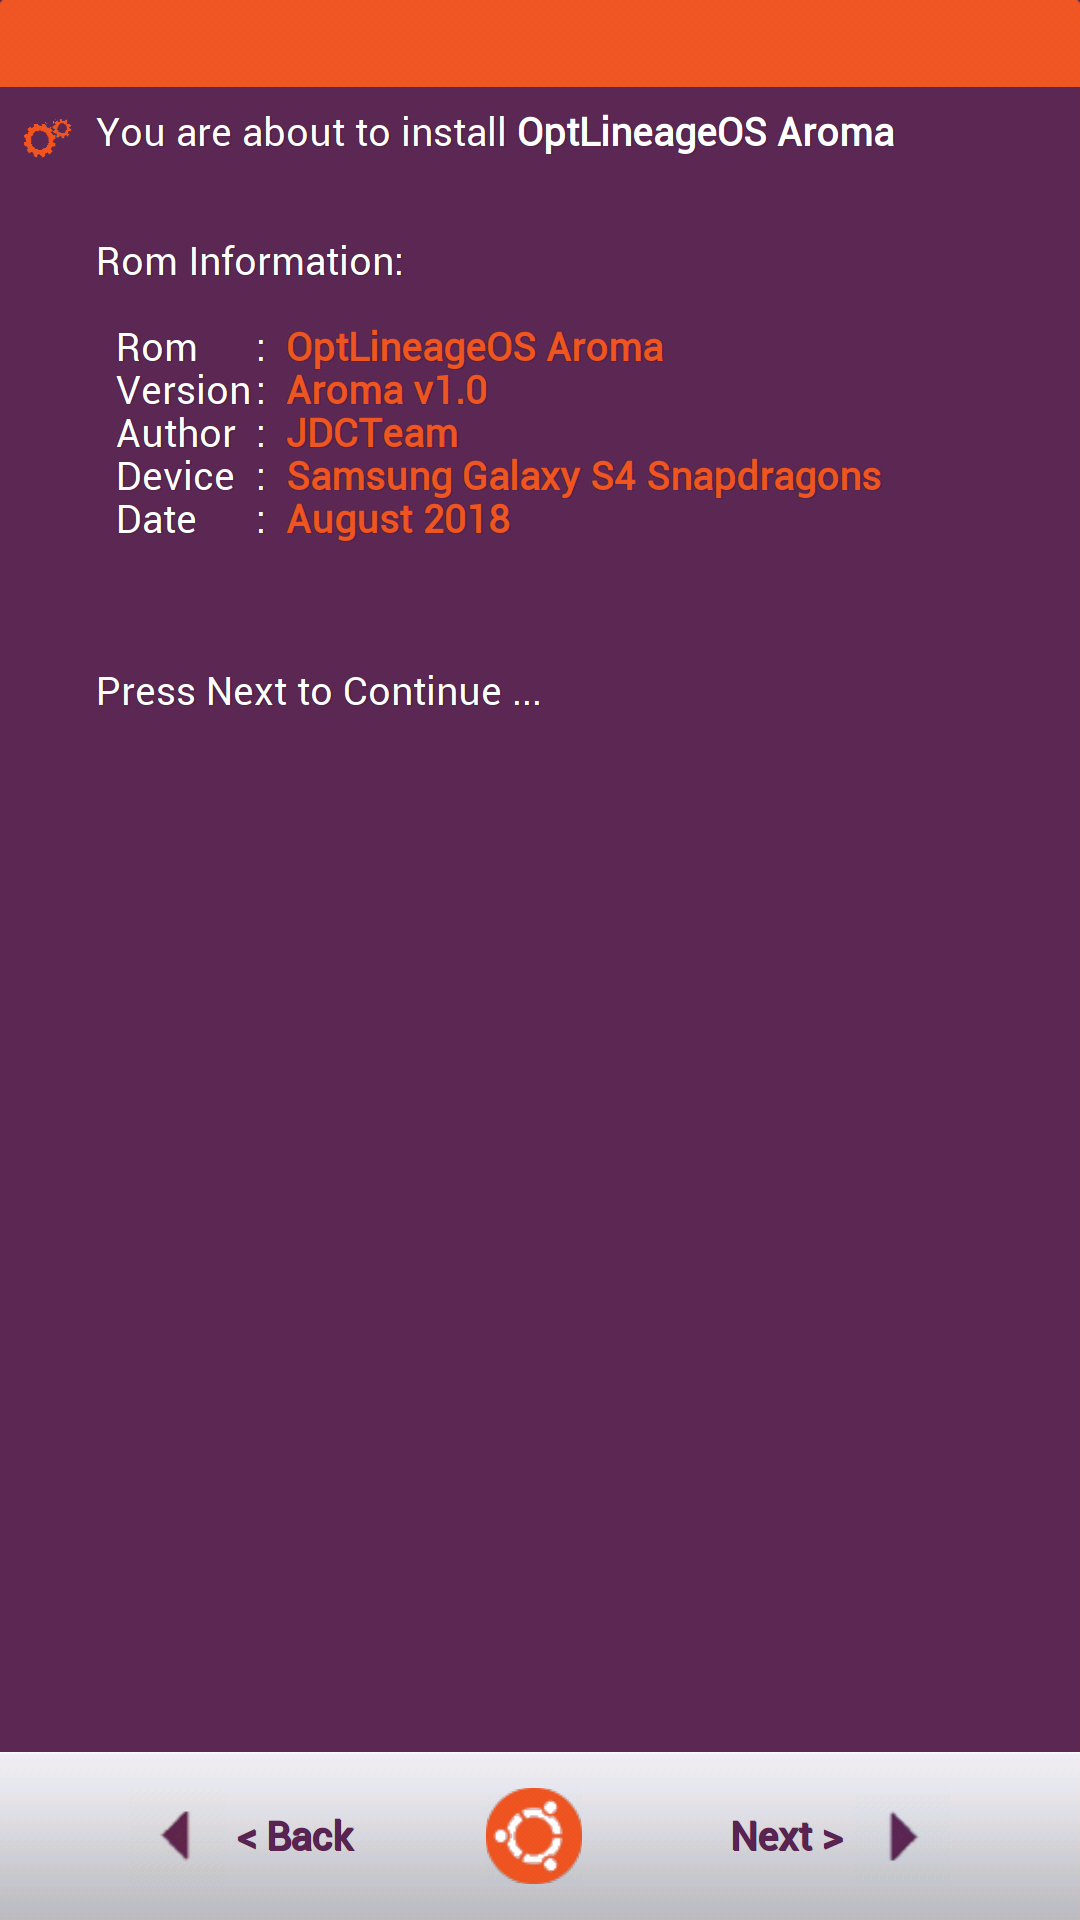 You are about to install OptLineageOS Aroma
Rom Information:
Rom : OptLineageOS Aroma
Version : Aroma v1.0
Author : JDCTeam
Device : Samsung Galaxy S4 Snapdragons
Date : August 2018
Press Next to Continue ...
< Back Next >